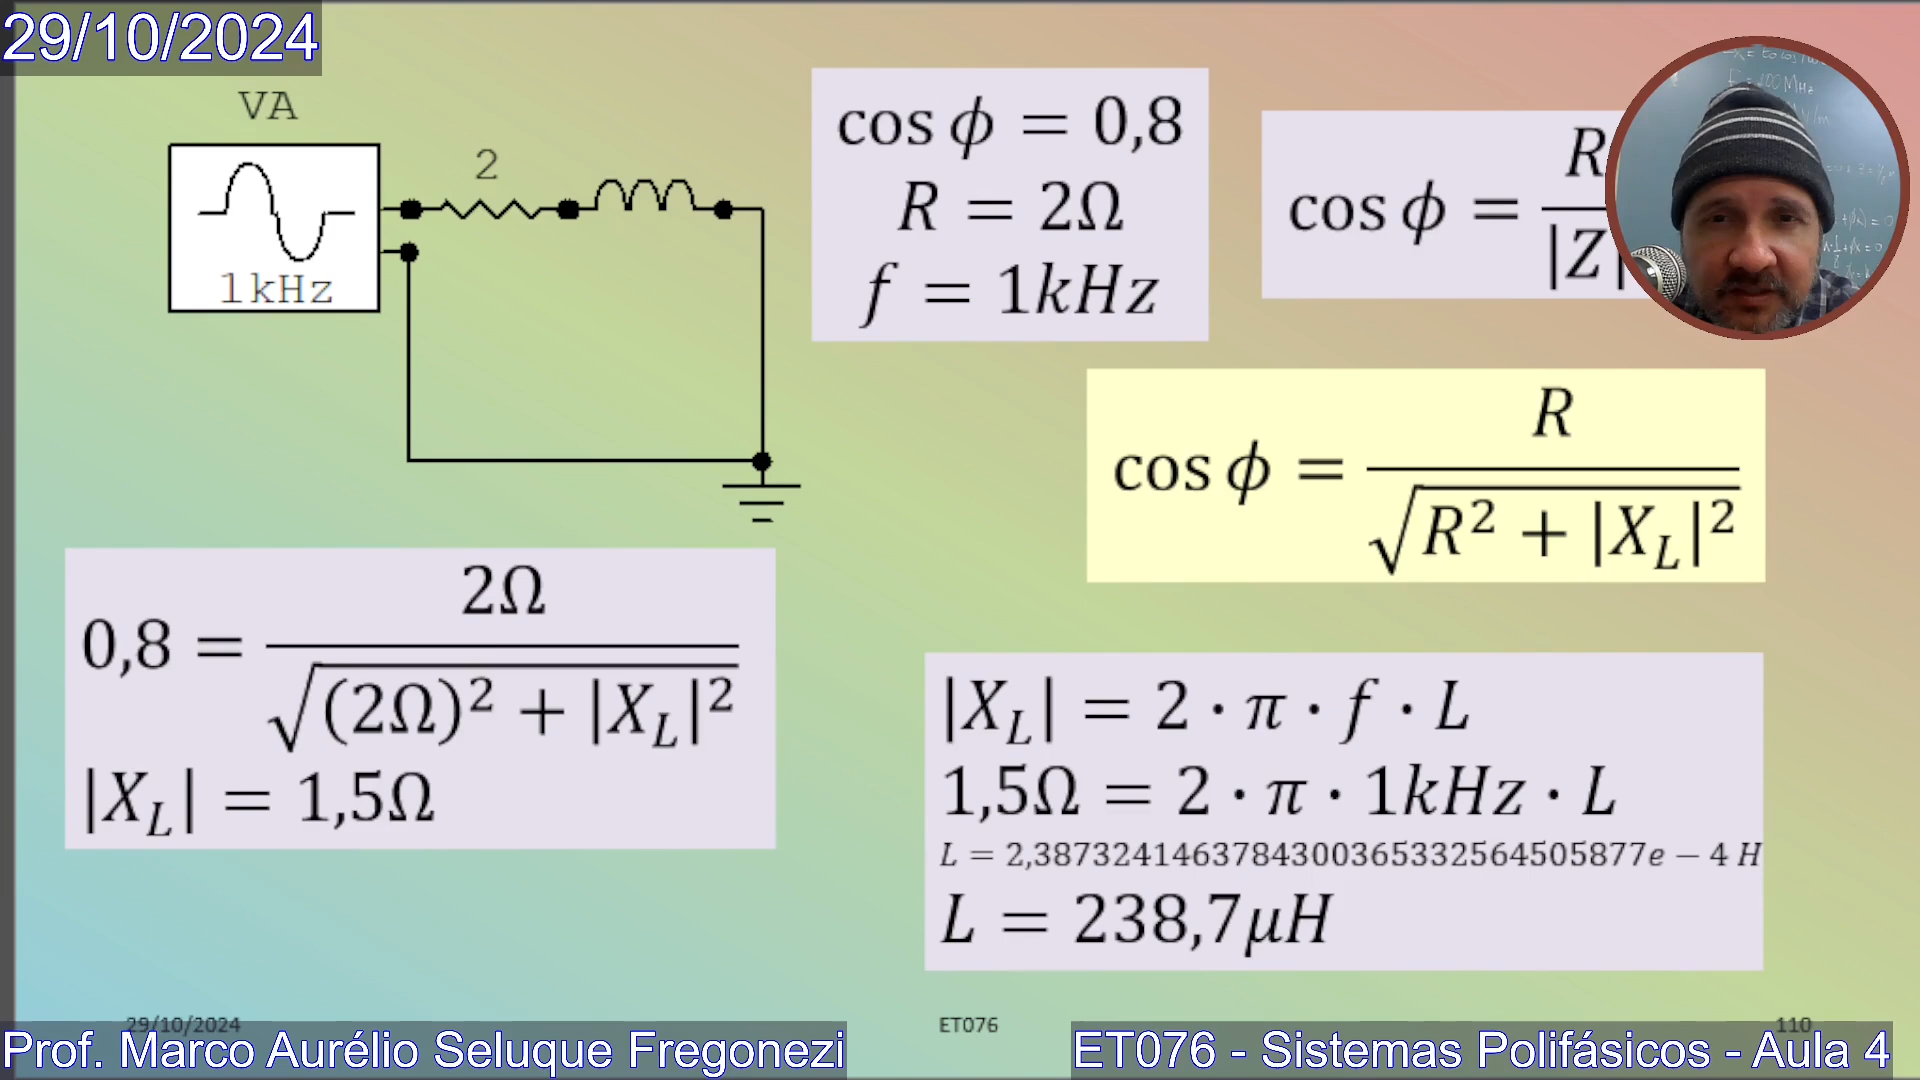 29/10/2024
VA
2
1kHz
cos ϕ = 0,8
R = 2Ω
f = 1kHz
cos ϕ = R / |Z|
cos ϕ = R / √(R² + |X_L|²)
0,8 = 2Ω / √((2Ω)² + |X_L|²)
|X_L| = 1,5Ω
|X_L| = 2 · π · f · L
1,5Ω = 2 · π · 1kHz · L
L = 2,3873241463784300365332564505877e − 4 H
L = 238,7μH
29/10/2024
ET076
110
Prof. Marco Aurélio Seluque Fregonezi
ET076 - Sistemas Polifásicos - Aula 4